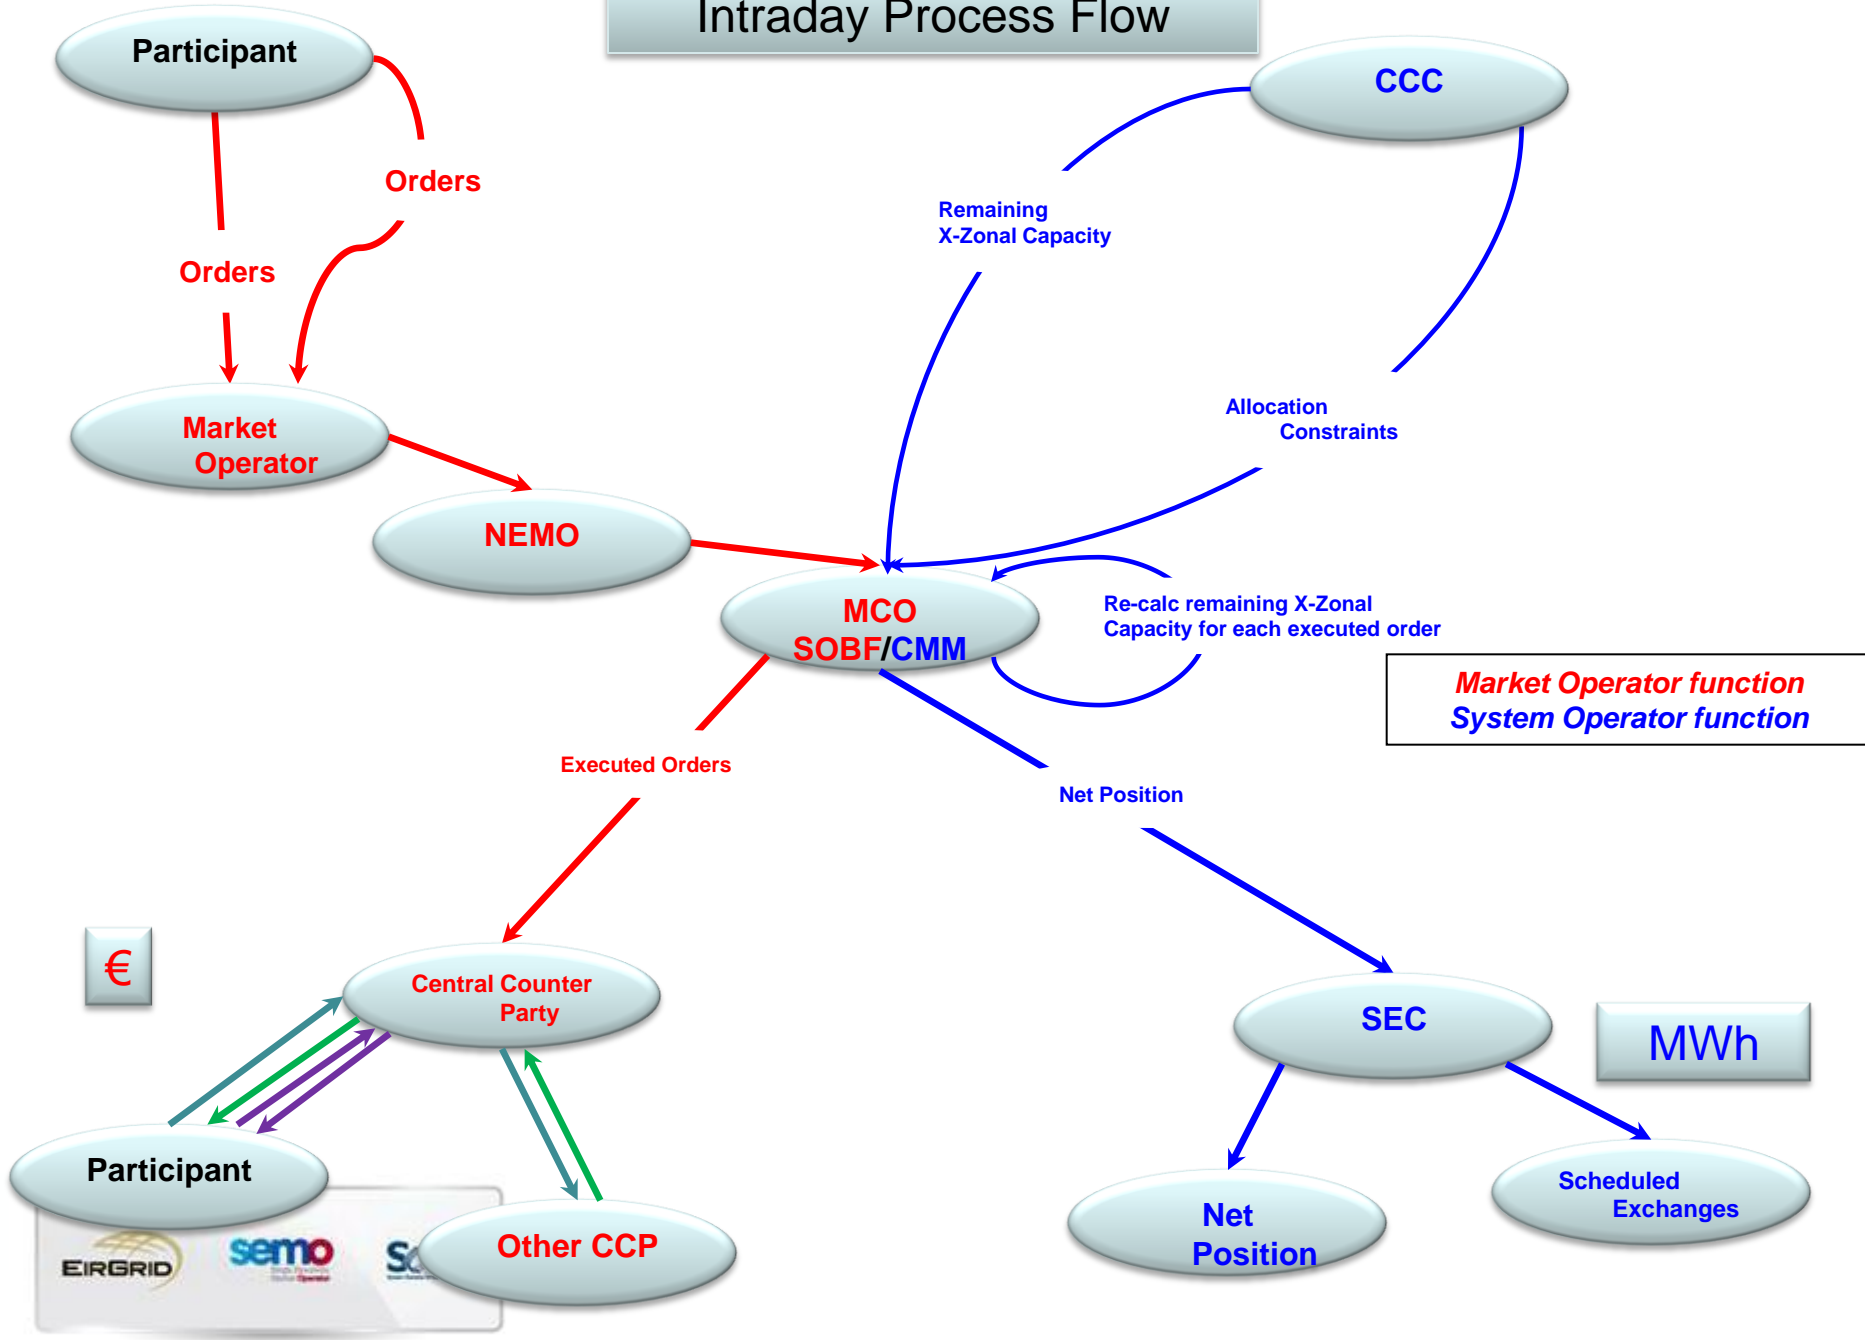 Intraday Process Flow
Participant
CCC
Orders
Orders
Remaining
X-Zonal Capacity
Allocation
Constraints
Market
Operator
NEMO
MCO
SOBF/CMM
Re-calc remaining X-Zonal
Capacity for each executed order
Market Operator function
System Operator function
Executed Orders
Net Position
€
Central Counter
Party
SEC
MWh
Participant
Other CCP
Net
Position
Scheduled
Exchanges
EIRGRID
semo